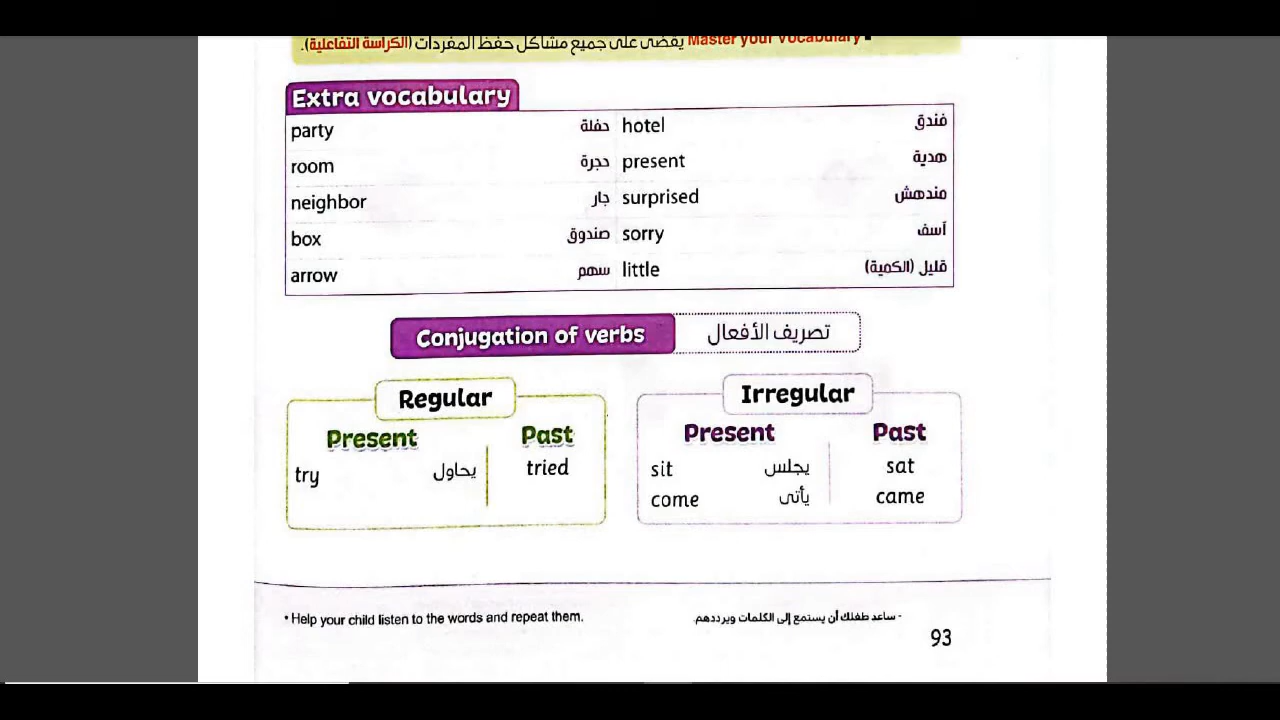 ■ Master your vocabulary يقضى على جميع مشاكل حفظ المفردات (الكراسة التفاعلية).
Extra vocabulary
party حفلة hotel فندق
room حجرة present هدية
neighbor جار surprised مندهش
box صندوق sorry آسف
arrow سهم little قليل (الكمية)
Conjugation of verbs تصريف الأفعال
Regular
Present Past
try يحاول tried
Irregular
Present Past
sit يجلس sat
come يأتى came
* Help your child listen to the words and repeat them. - ساعد طفلك أن يستمع إلى الكلمات ويرددهم.
93